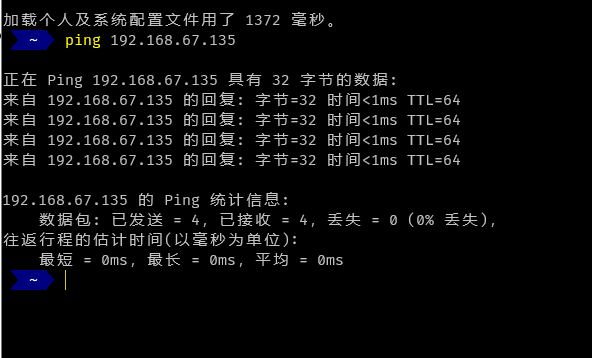 加载个人及系统配置文件用了 1372 毫秒。
~ ping 192.168.67.135
正在 Ping 192.168.67.135 具有 32 字节的数据:
来自 192.168.67.135 的回复: 字节=32 时间<1ms TTL=64
来自 192.168.67.135 的回复: 字节=32 时间<1ms TTL=64
来自 192.168.67.135 的回复: 字节=32 时间<1ms TTL=64
来自 192.168.67.135 的回复: 字节=32 时间<1ms TTL=64
192.168.67.135 的 Ping 统计信息:
数据包: 已发送 = 4, 已接收 = 4, 丢失 = 0 (0% 丢失),
往返行程的估计时间(以毫秒为单位):
最短 = 0ms, 最长 = 0ms, 平均 = 0ms
~